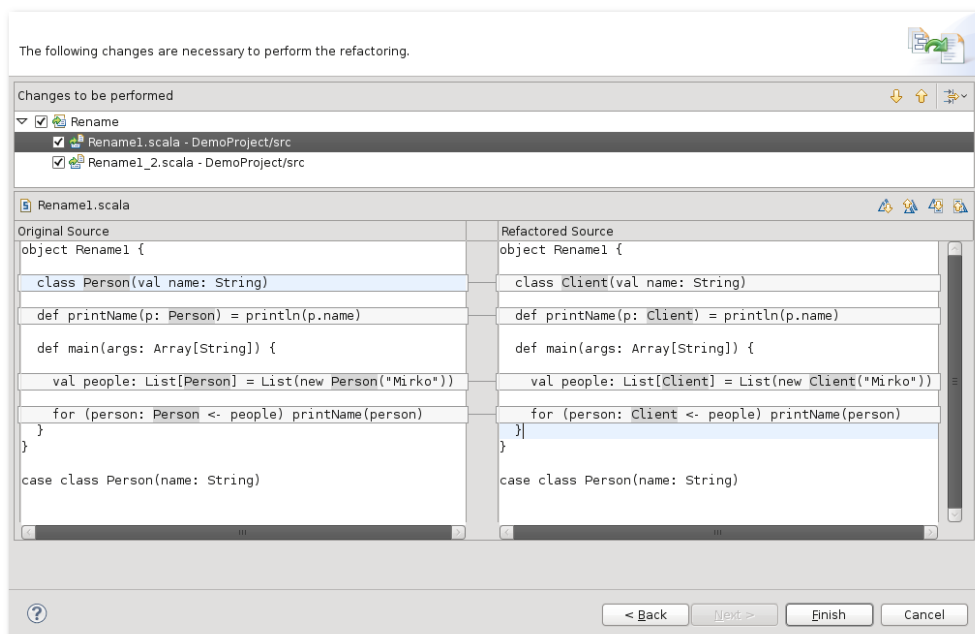 The following changes are necessary to perform the refactoring.
Changes to be performed
Rename
Rename1.scala - DemoProject/src
Rename1_2.scala - DemoProject/src
Rename1.scala
Original Source
object Rename1 {
class Person(val name: String)
def printName(p: Person) = println(p.name)
def main(args: Array[String]) {
val people: List[Person] = List(new Person("Mirko"))
for (person: Person <- people) printName(person)
}
}
case class Person(name: String)
Refactored Source
object Rename1 {
class Client(val name: String)
def printName(p: Client) = println(p.name)
def main(args: Array[String]) {
val people: List[Client] = List(new Client("Mirko"))
for (person: Client <- people) printName(person)
}
}
case class Person(name: String)
< Back
Next >
Finish
Cancel